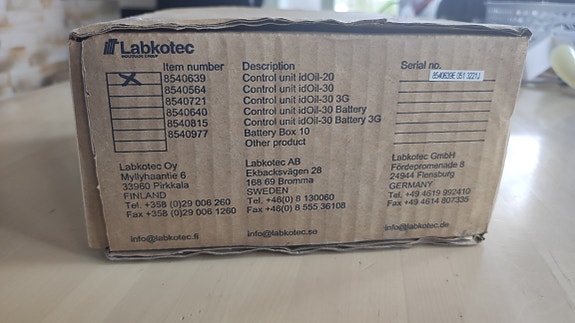 Labkotec
INDUTRADE GROUP
Item number Description Serial no.
X 8540639 Control unit idOil-20 8540639E 051 3221J
8540564 Control unit idOil-30
8540721 Control unit idOil-30 3G
8540640 Control unit idOil-30 Battery
8540815 Control unit idOil-30 Battery 3G
8540977 Battery Box 10
Other product
Labkotec Oy
Myllyhaantie 6
33960 Pirkkala
FINLAND
Tel. +358 (0)29 006 260
Fax +358 (0)29 006 1260
info@labkotec.fi
Labkotec AB
Ekbacksvägen 28
168 69 Bromma
SWEDEN
Tel. +46(0) 8 130060
Fax +46(0) 8 555 36108
info@labkotec.se
Labkotec GmbH
Fördepromenade 8
24944 Flensburg
GERMANY
Tel. +49 4619 992410
Fax +49 4614 807335
info@labkotec.de